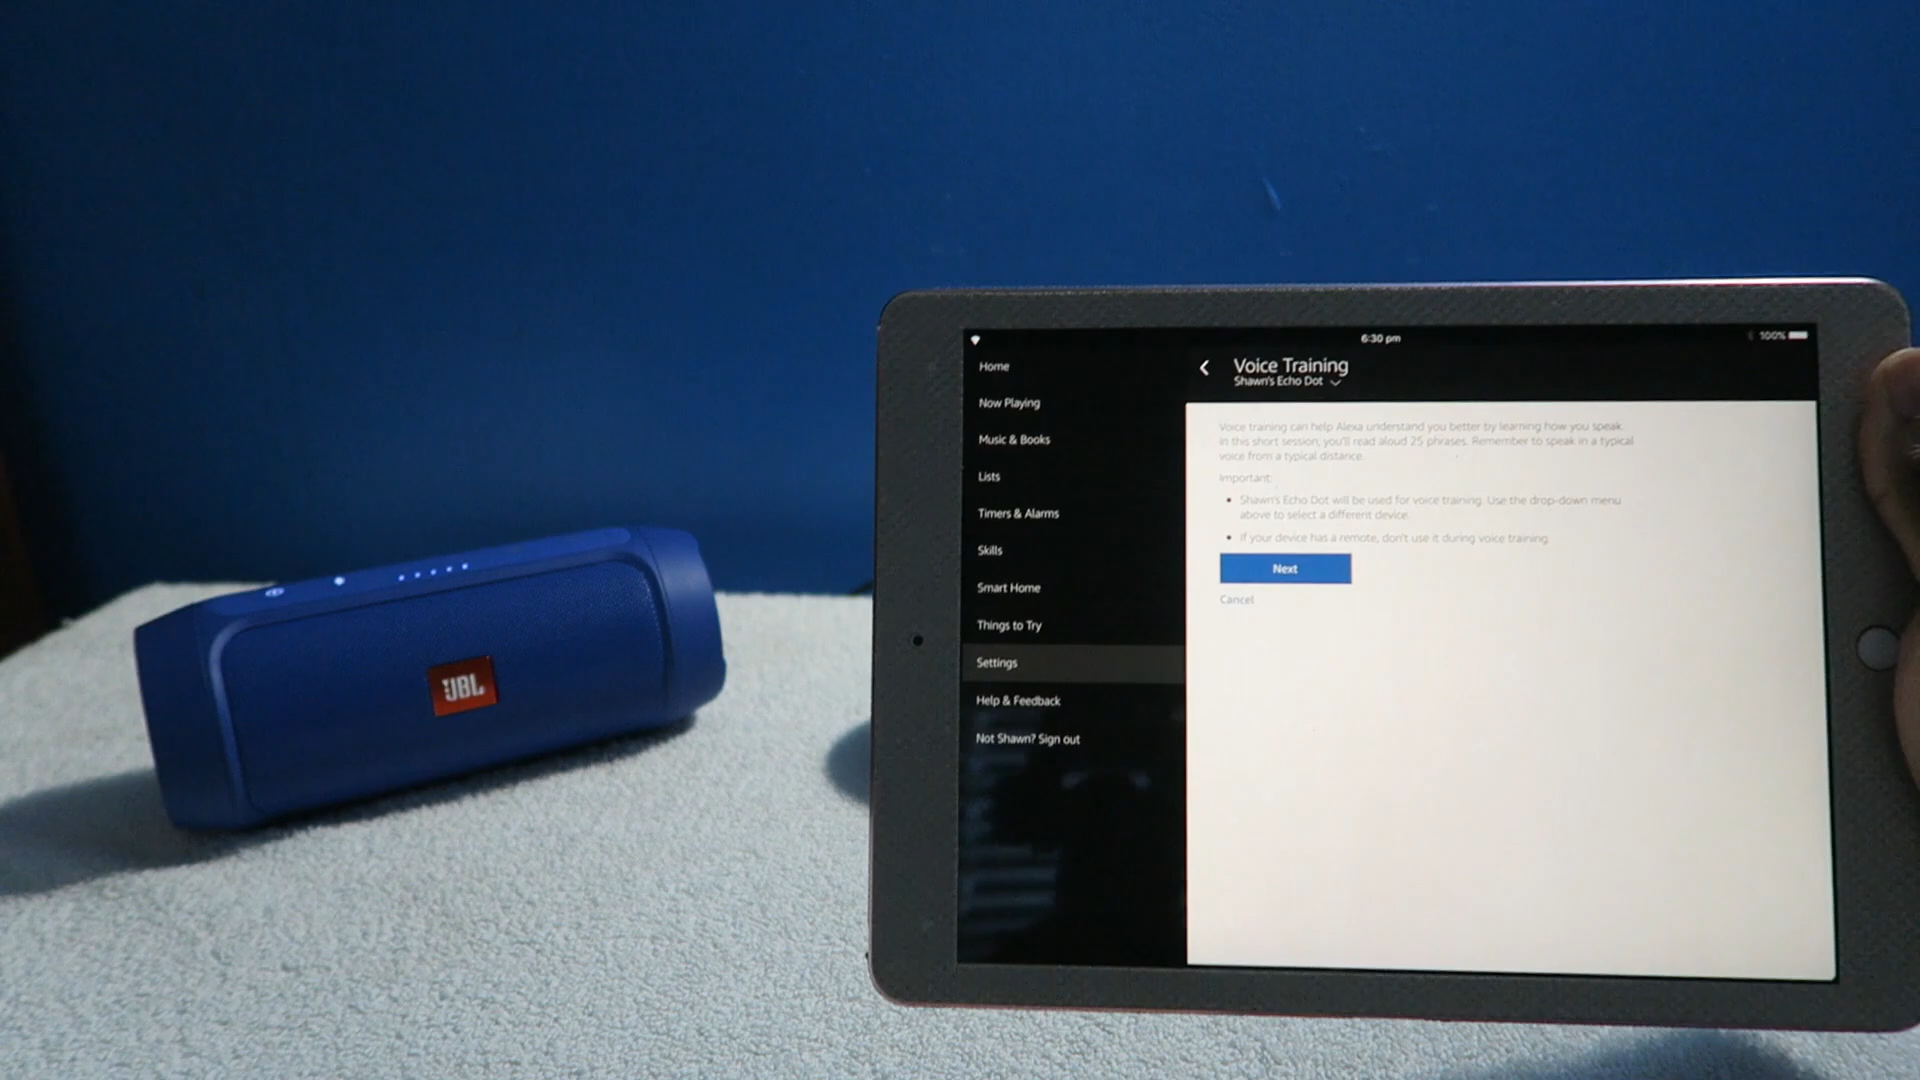 JBL
6:30 pm
100%
Home
Now Playing
Music & Books
Lists
Timers & Alarms
Skills
Smart Home
Things to Try
Settings
Help & Feedback
Not Shawn? Sign out
Voice Training
Shawn's Echo Dot
Voice training can help Alexa understand you better by learning how you speak.
In this short session, you'll read aloud 25 phrases. Remember to speak in a typical
voice from a typical distance.
Important:
• Shawn's Echo Dot will be used for voice training. Use the drop-down menu
above to select a different device.
• If your device has a remote, don't use it during voice training.
Next
Cancel